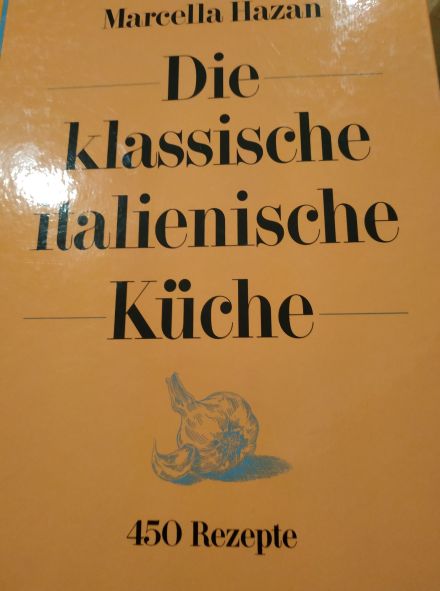 Marcella Hazan
Die
klassische
italienische
Küche
450 Rezepte